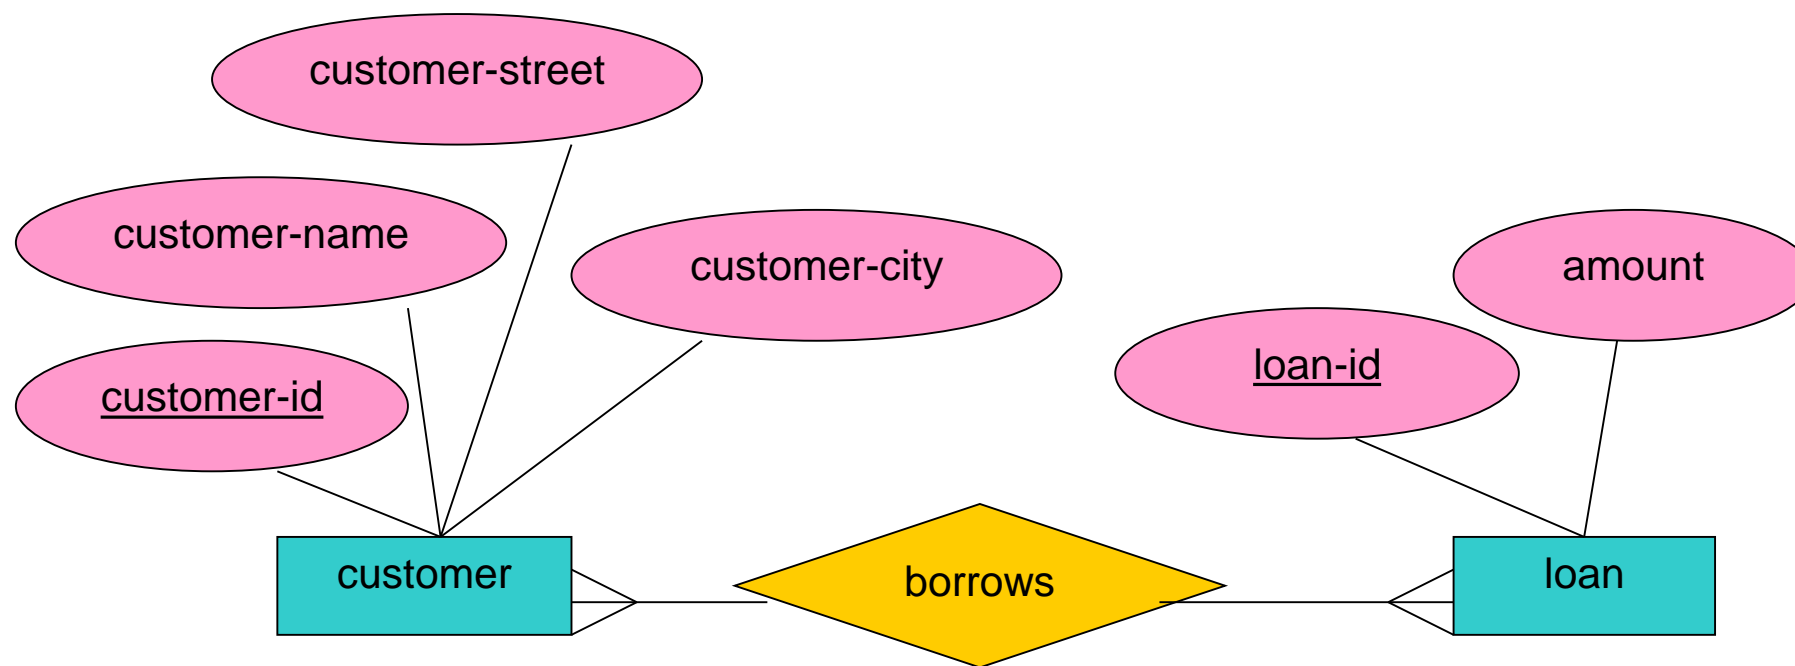 customer-street
customer-name
customer-city
amount
loan-id
customer-id
customer
borrows
loan